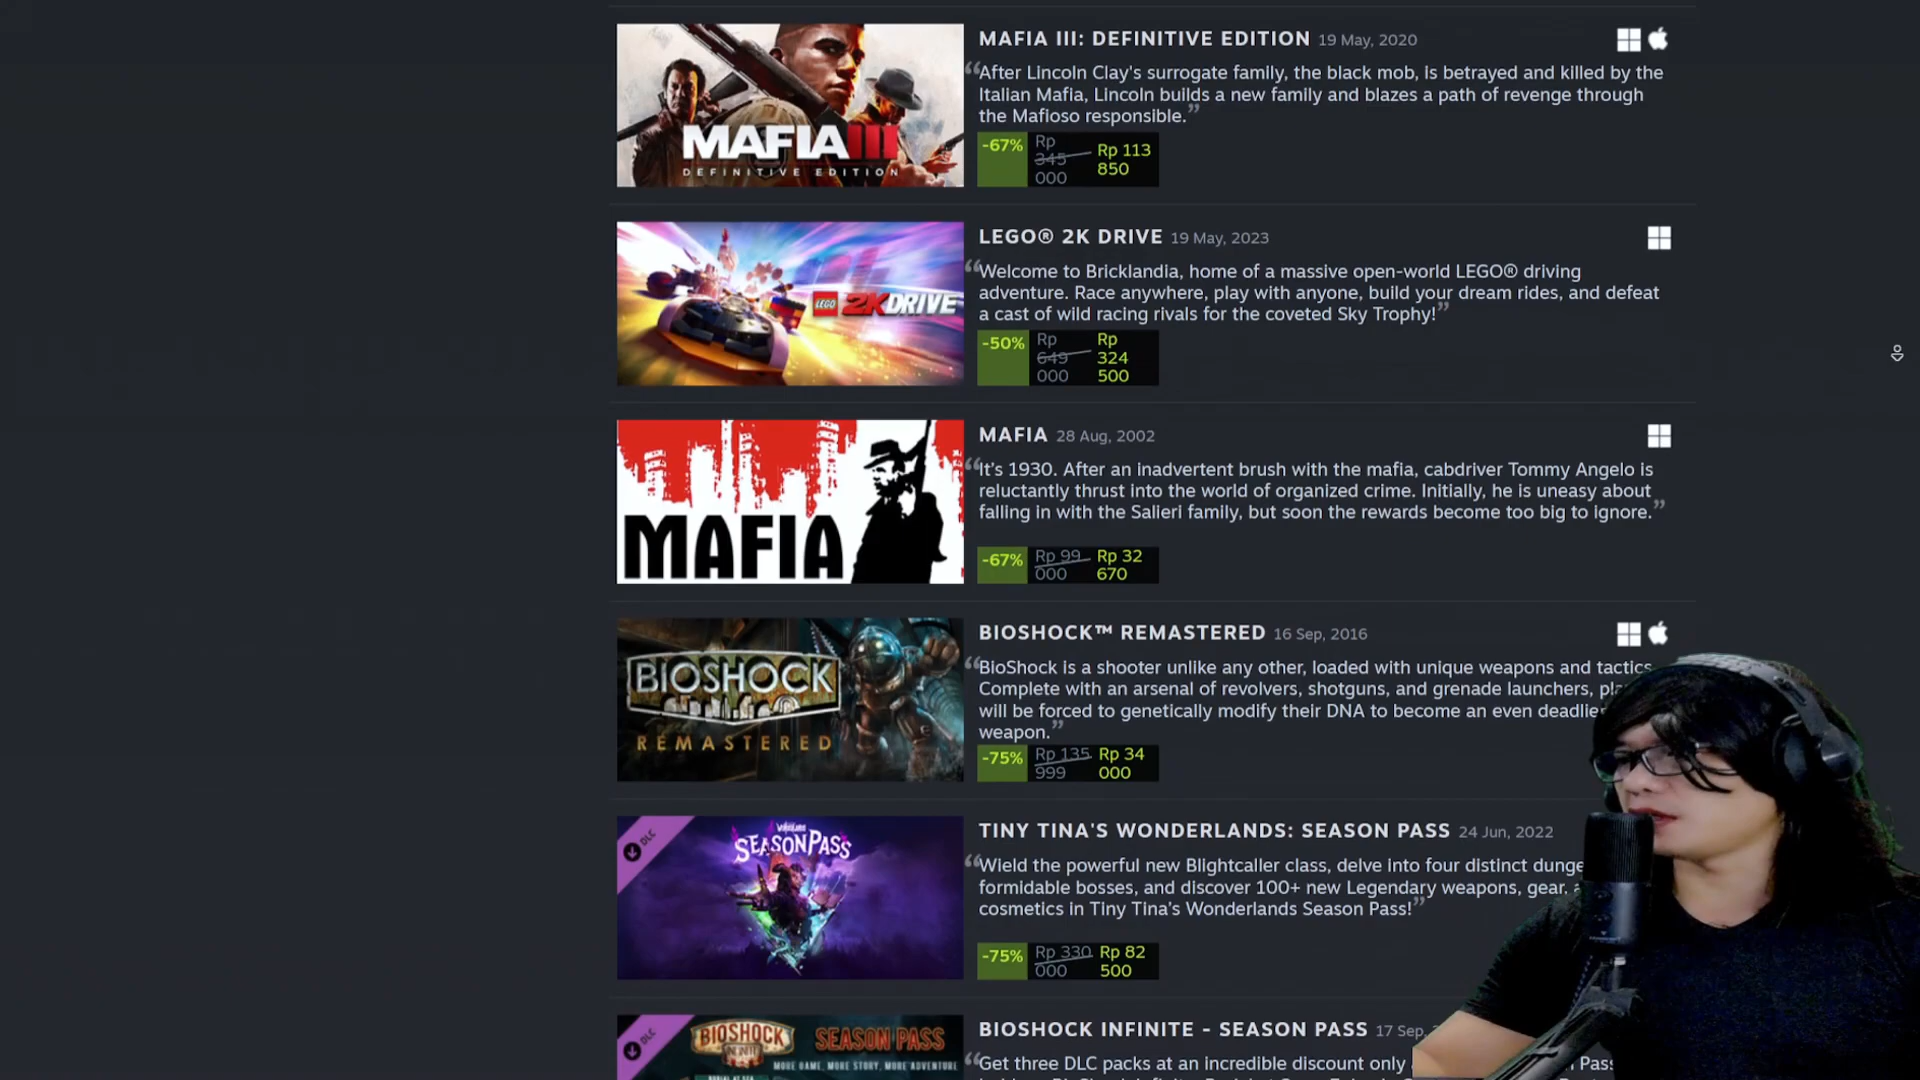 MAFIA III
DEFINITIVE EDITION
MAFIA III: DEFINITIVE EDITION 19 May, 2020
“After Lincoln Clay's surrogate family, the black mob, is betrayed and killed by the
Italian Mafia, Lincoln builds a new family and blazes a path of revenge through
the Mafioso responsible.”
-67% Rp 345 000 Rp 113 850
LEGO 2KDRIVE
LEGO® 2K DRIVE 19 May, 2023
“Welcome to Bricklandia, home of a massive open-world LEGO® driving
adventure. Race anywhere, play with anyone, build your dream rides, and defeat
a cast of wild racing rivals for the coveted Sky Trophy!”
-50% Rp 649 000 Rp 324 500
MAFIA
MAFIA 28 Aug, 2002
“It's 1930. After an inadvertent brush with the mafia, cabdriver Tommy Angelo is
reluctantly thrust into the world of organized crime. Initially, he is uneasy about
falling in with the Salieri family, but soon the rewards become too big to ignore.”
-67% Rp 99 000 Rp 32 670
BIOSHOCK
REMASTERED
BIOSHOCK™ REMASTERED 16 Sep, 2016
“BioShock is a shooter unlike any other, loaded with unique weapons and tactics.
Complete with an arsenal of revolvers, shotguns, and grenade launchers,
will be forced to genetically modify their DNA to become an even deadlier
weapon.”
-75% Rp 135 999 Rp 34 000
DLC
SEASON PASS
TINY TINA'S WONDERLANDS: SEASON PASS 24 Jun, 2022
“Wield the powerful new Blightcaller class, delve into four distinct
formidable bosses, and discover 100+ new Legendary weapons, gear,
cosmetics in Tiny Tina's Wonderlands Season Pass!”
-75% Rp 330 000 Rp 82 500
DLC
BIOSHOCK INFINITE SEASON PASS
MORE GAME, MORE STORY, MORE ADVENTURE
BIOSHOCK INFINITE - SEASON PASS 17 Sep,
“Get three DLC packs at an incredible discount only Pass